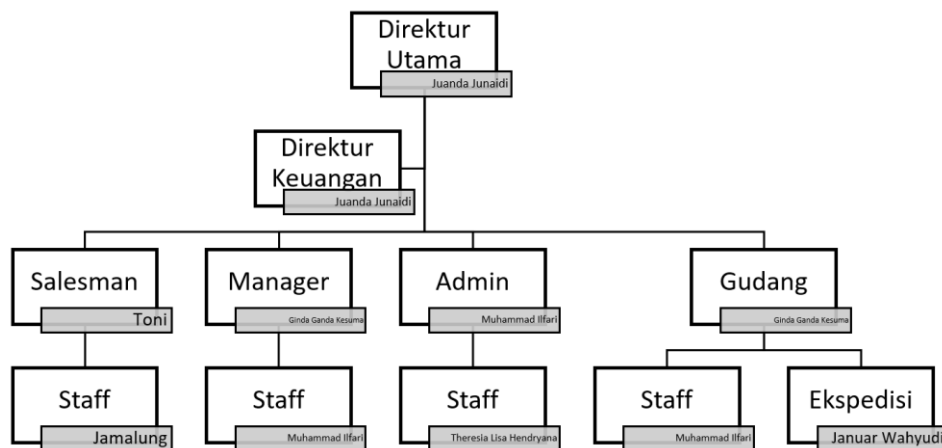 Direktur
Utama
Juanda Junaidi
Direktur
Keuangan
Juanda Junaidi
Salesman
Toni
Manager
Ginda Ganda Kesuma
Admin
Muhammad Ilfari
Gudang
Ginda Ganda Kesuma
Staff
Jamalung
Staff
Muhammad Ilfari
Staff
Theresia Lisa Hendryana
Staff
Muhammad Ilfari
Ekspedisi
Januar Wahyudi